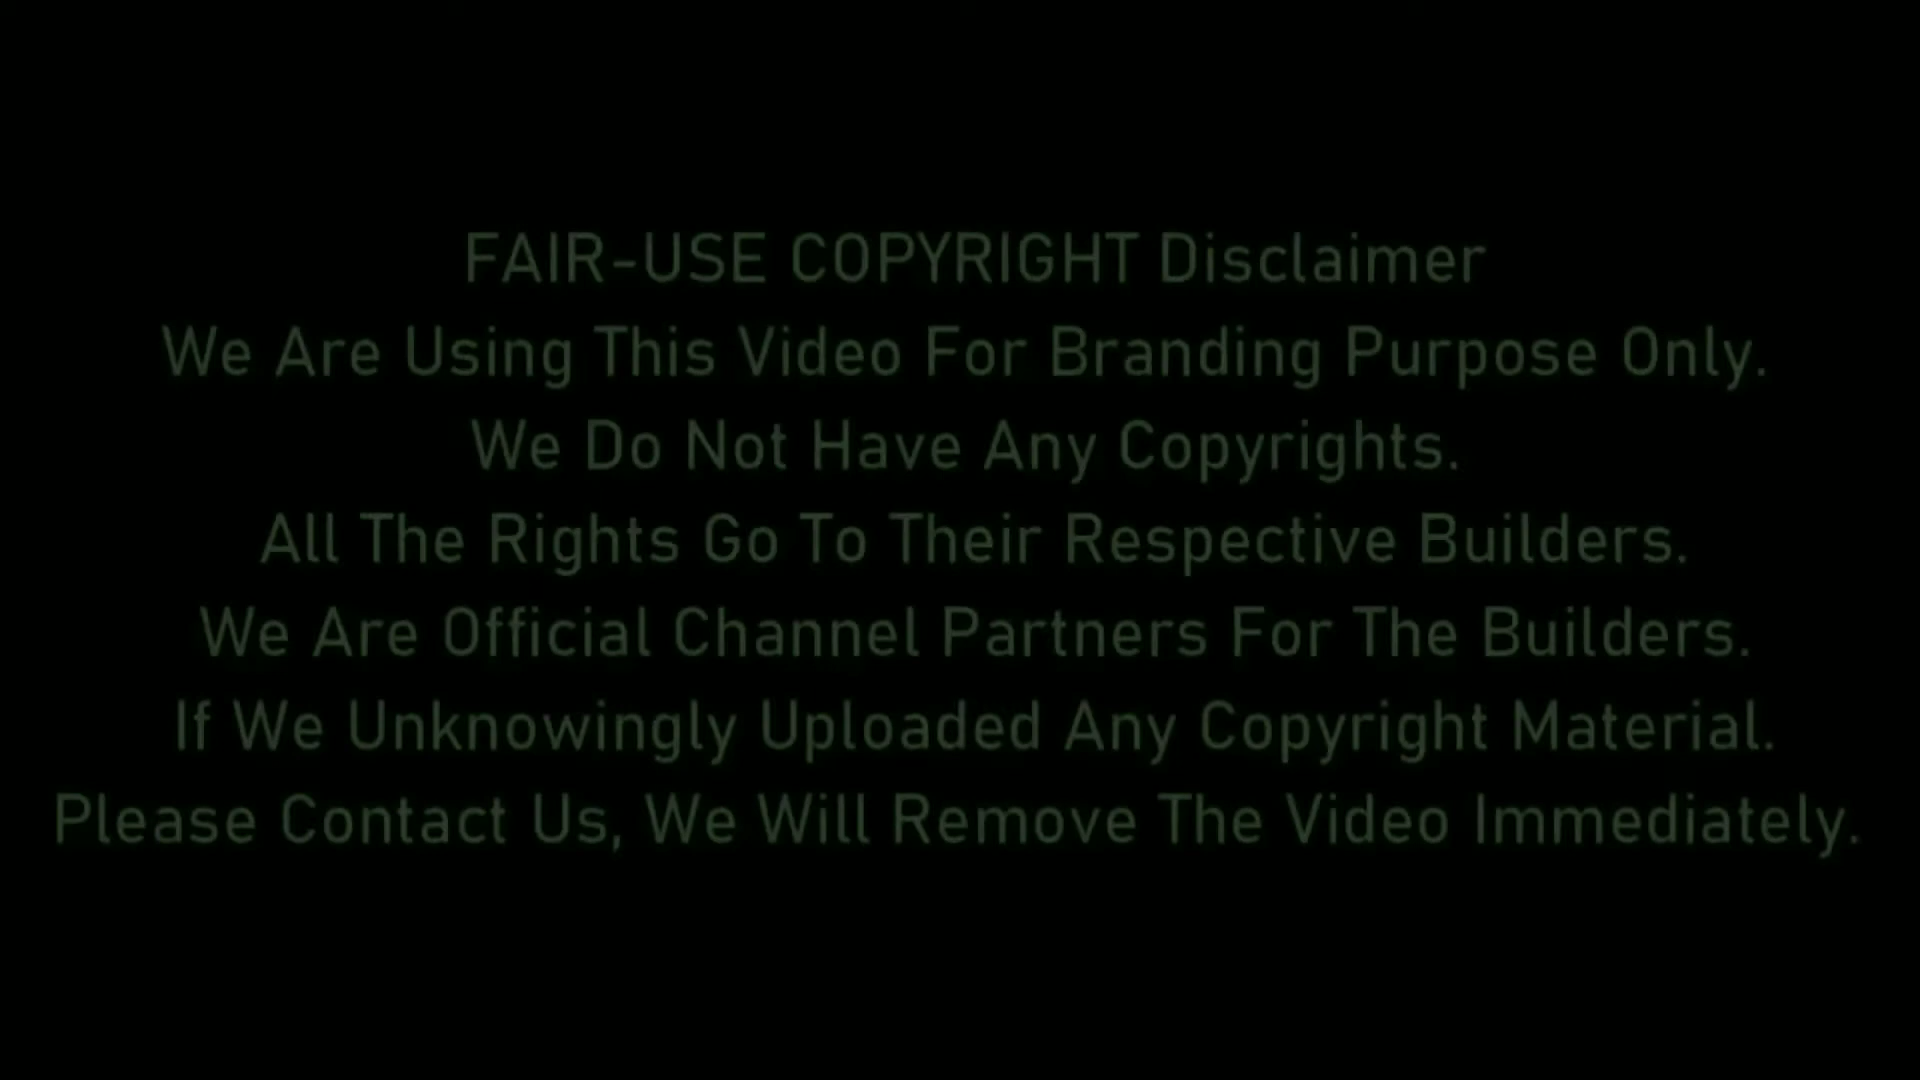 FAIR-USE COPYRIGHT Disclaimer
We Are Using This Video For Branding Purpose Only.
We Do Not Have Any Copyrights.
All The Rights Go To Their Respective Builders.
We Are Official Channel Partners For The Builders.
If We Unknowingly Uploaded Any Copyright Material.
Please Contact Us, We Will Remove The Video Immediately.